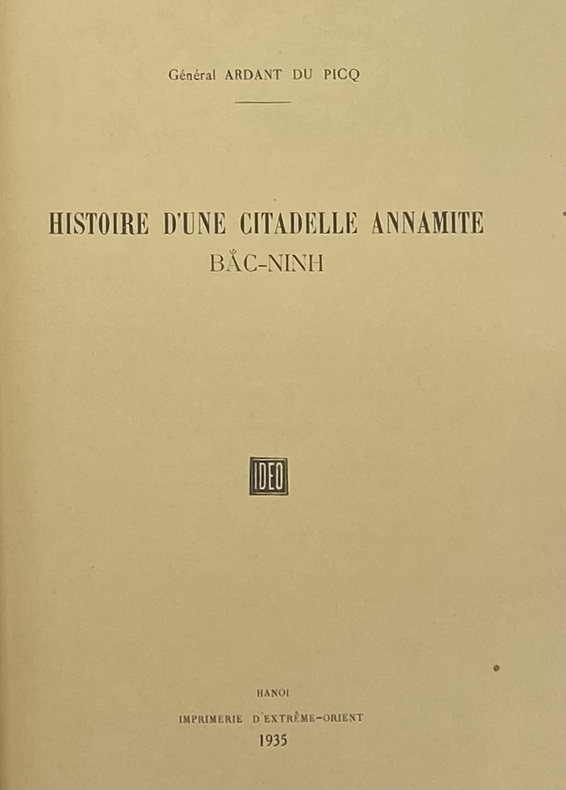 Général ARDANT DU PICQ
HISTOIRE D'UNE CITADELLE ANNAMITE
BẮC-NINH
IDEO
HANOI
IMPRIMERIE D'EXTRÊME-ORIENT
1935